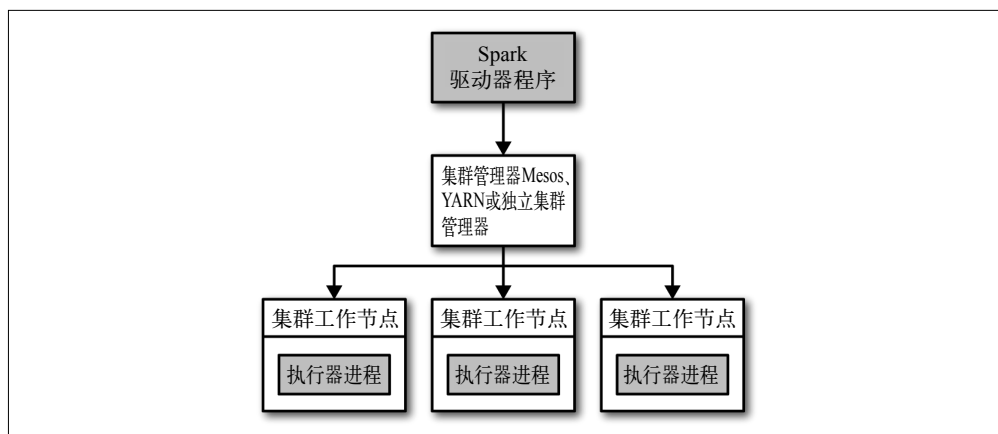 Spark
驱动器程序
集群管理器Mesos、
YARN或独立集群
管理器
集群工作节点
集群工作节点
集群工作节点
执行器进程
执行器进程
执行器进程